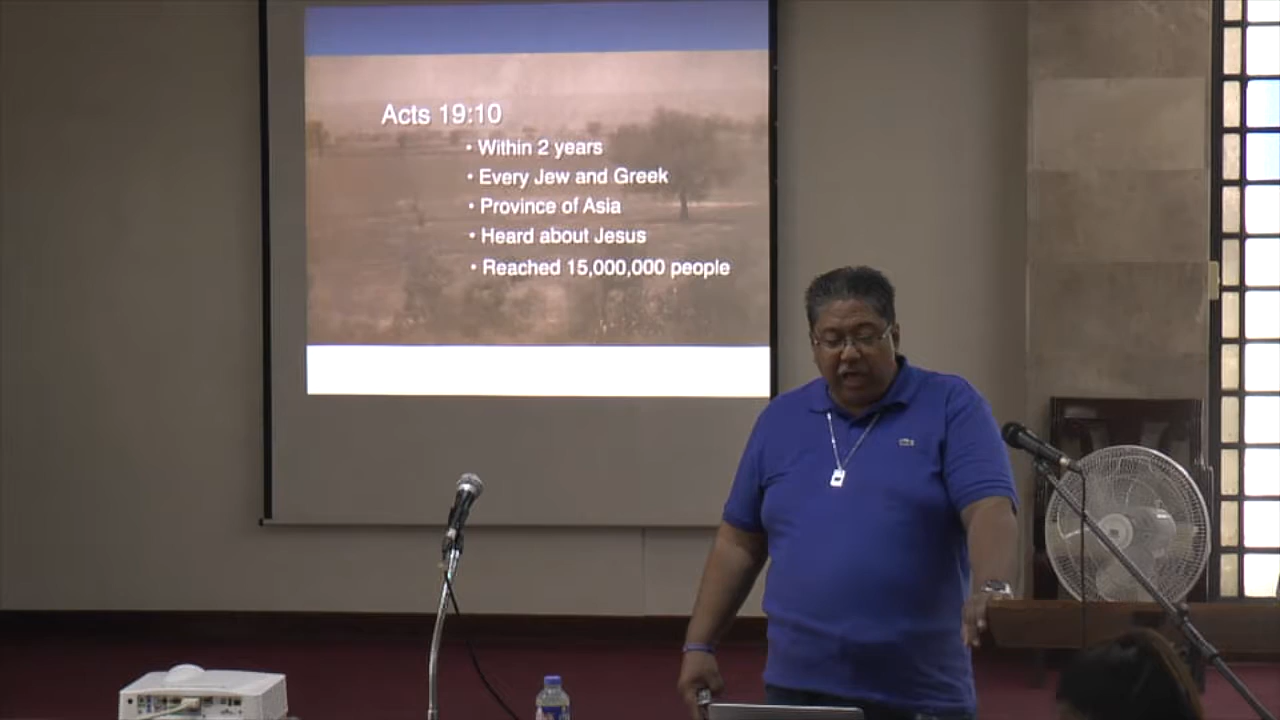 Acts 19:10
• Within 2 years
• Every Jew and Greek
• Province of Asia
• Heard about Jesus
• Reached 15,000,000 people